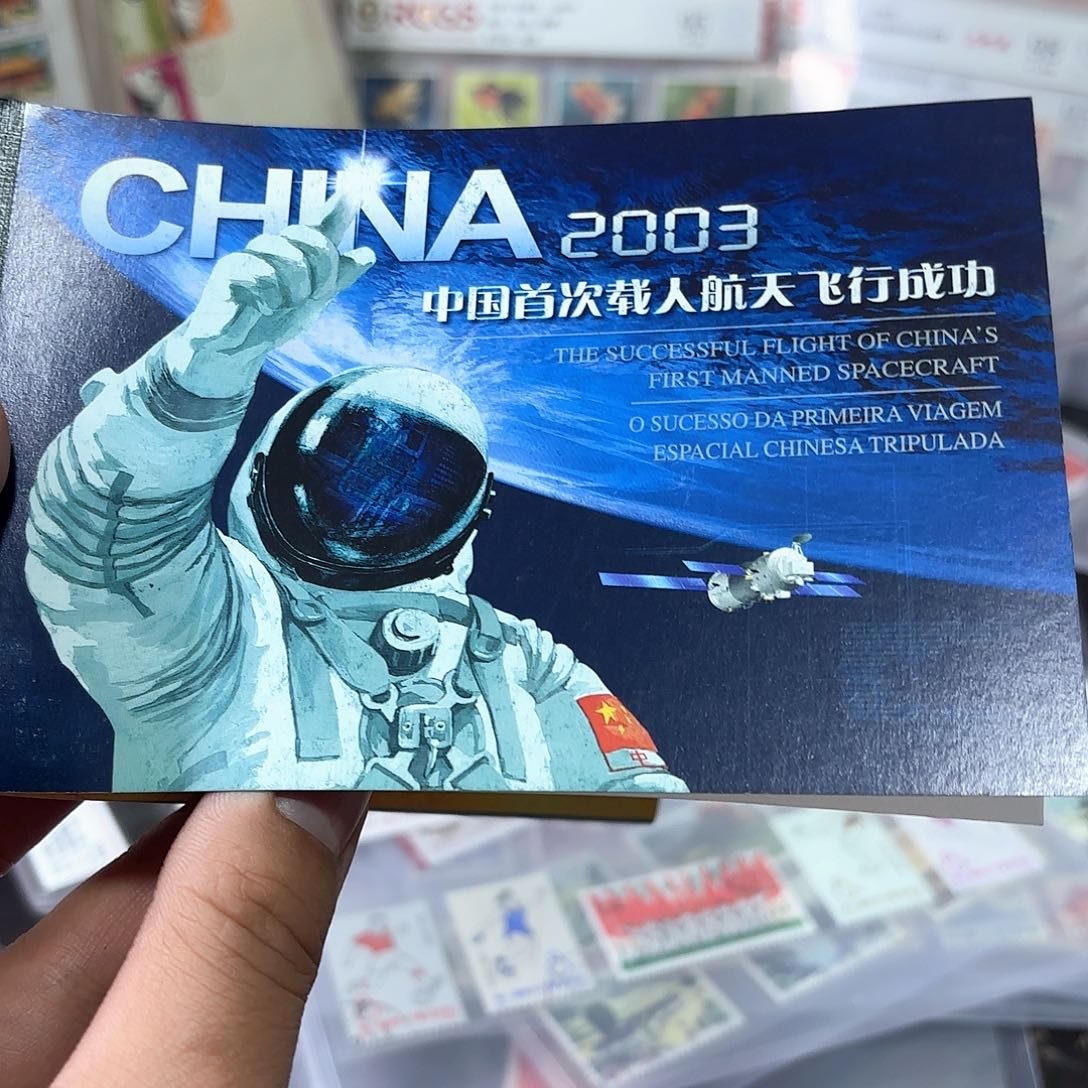 CHINA 2003
中国首次载人航天飞行成功
THE SUCCESSFUL FLIGHT OF CHINA'S
FIRST MANNED SPACECRAFT
O SUCESSO DA PRIMEIRA VIAGEM
ESPACIAL CHINESA TRIPULADA
中